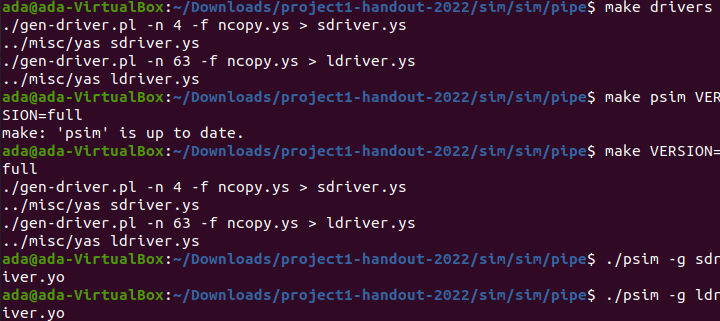 ada@ada-VirtualBox:~/Downloads/project1-handout-2022/sim/sim/pipe$ make drivers
./gen-driver.pl -n 4 -f ncopy.ys > sdriver.ys
../misc/yas sdriver.ys
./gen-driver.pl -n 63 -f ncopy.ys > ldriver.ys
../misc/yas ldriver.ys
ada@ada-VirtualBox:~/Downloads/project1-handout-2022/sim/sim/pipe$ make psim VER
SION=full
make: 'psim' is up to date.
ada@ada-VirtualBox:~/Downloads/project1-handout-2022/sim/sim/pipe$ make VERSION=
full
./gen-driver.pl -n 4 -f ncopy.ys > sdriver.ys
../misc/yas sdriver.ys
./gen-driver.pl -n 63 -f ncopy.ys > ldriver.ys
../misc/yas ldriver.ys
ada@ada-VirtualBox:~/Downloads/project1-handout-2022/sim/sim/pipe$ ./psim -g sdr
iver.yo
ada@ada-VirtualBox:~/Downloads/project1-handout-2022/sim/sim/pipe$ ./psim -g ldr
iver.yo